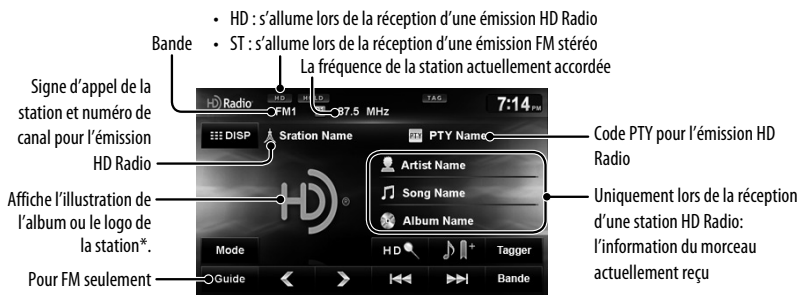 • HD : s’allume lors de la réception d’une émission HD Radio
• ST : s’allume lors de la réception d’une émission FM stéréo
Bande
La fréquence de la station actuellement accordée
Signe d’appel de la
station et numéro de
canal pour l’émission
HD Radio
Affiche l’illustration de
l’album ou le logo de
la station*.
Pour FM seulement
HD Radio
HD HOLD TAG
FM1 87.5 MHz
7:14 PM
DISP
Sration Name
PTY PTY Name
Artist Name
Song Name
Album Name
HD ®
Mode
HD
Tagger
Guide
Bande
Code PTY pour l’émission HD
Radio
Uniquement lors de la réception
d’une station HD Radio:
l’information du morceau
actuellement reçu